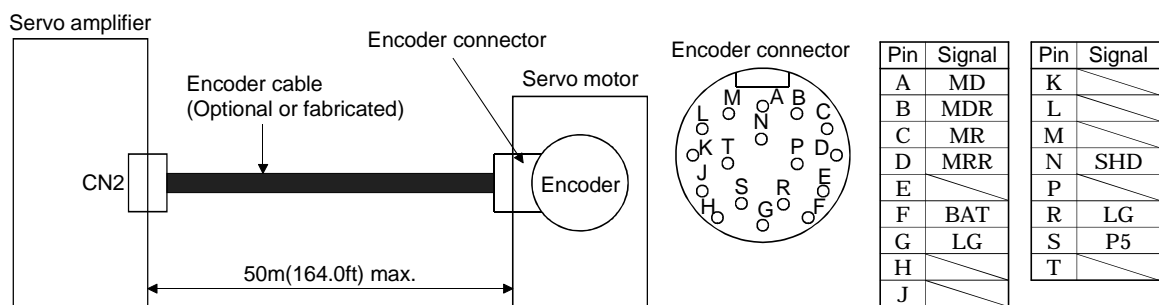 Servo amplifier
Encoder connector
Encoder cable
(Optional or fabricated)
Servo motor
CN2
Encoder
50m(164.0ft) max.
Encoder connector
M A B
L N C
K T P D
J S R E
H G F
Pin Signal
A MD
B MDR
C MR
D MRR
E
F BAT
G LG
H
J
Pin Signal
K
L
M
N SHD
P
R LG
S P5
T